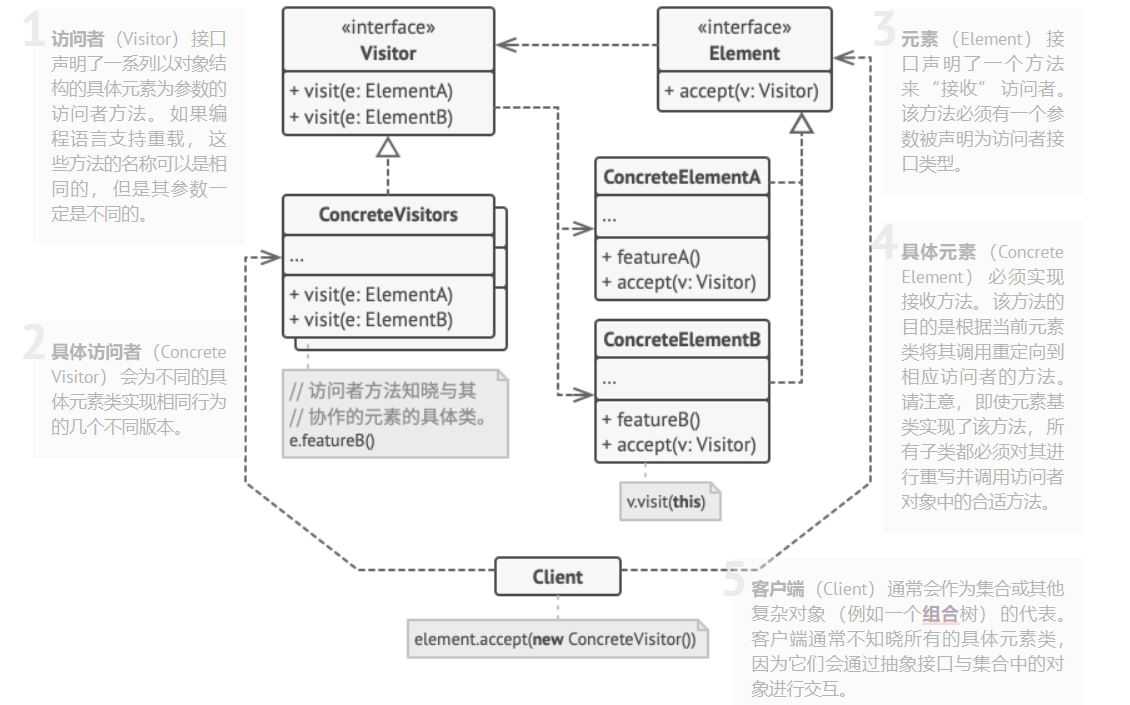 1
访问者 （Visitor） 接口
声明了一系列以对象结
构的具体元素为参数的
访问者方法。 如果编
程语言支持重载， 这
些方法的名称可以是相
同的， 但是其参数一
定是不同的。
2
具体访问者 （Concrete
Visitor） 会为不同的具
体元素类实现相同行为
的几个不同版本。
«interface»
Visitor
+ visit(e: ElementA)
+ visit(e: ElementB)
ConcreteVisitors
...
+ visit(e: ElementA)
+ visit(e: ElementB)
// 访问者方法知晓与其
// 协作的元素的具体类。
e.featureB()
«interface»
Element
+ accept(v: Visitor)
ConcreteElementA
...
+ featureA()
+ accept(v: Visitor)
ConcreteElementB
...
+ featureB()
+ accept(v: Visitor)
v.visit(this)
Client
element.accept(new ConcreteVisitor())
3
元素 （Element） 接
口声明了一个方法
来 “接收” 访问者。
该方法必须有一个参
数被声明为访问者接
口类型。
4
具体元素 （Concrete
Element） 必须实现
接收方法。 该方法的
目的是根据当前元素
类将其调用重定向到
相应访问者的方法。
请注意， 即使元素基
类实现了该方法， 所
有子类都必须对其进
行重写并调用访问者
对象中的合适方法。
5
客户端 （Client） 通常会作为集合或其他
复杂对象 （例如一个组合树） 的代表。
客户端通常不知晓所有的具体元素类，
因为它们会通过抽象接口与集合中的对
象进行交互。